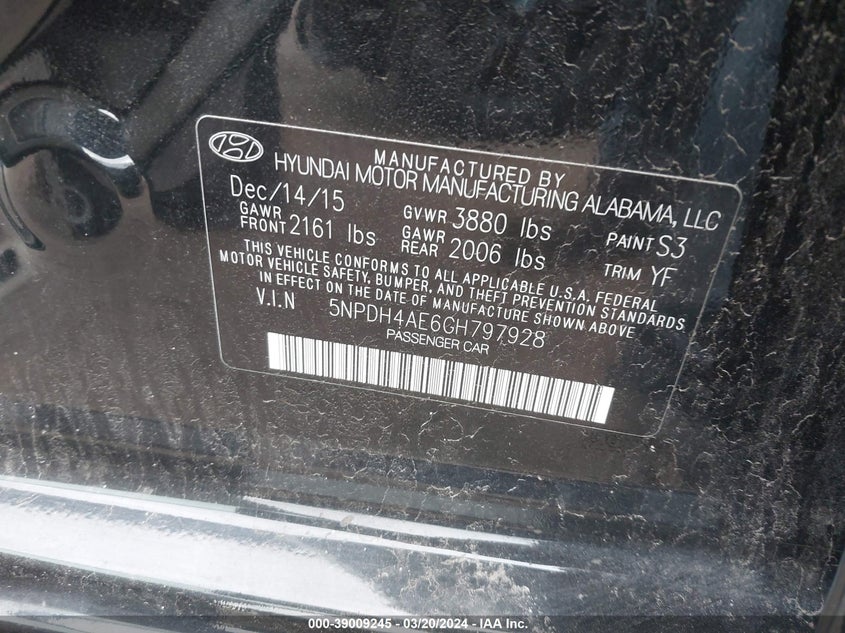 MANUFACTURED BY
HYUNDAI MOTOR MANUFACTURING ALABAMA, LLC
Dec/14/15 GVWR 3880 lbs PAINT S3
GAWR FRONT 2161 lbs GAWR REAR 2006 lbs TRIM YF
THIS VEHICLE CONFORMS TO ALL APPLICABLE U.S.A. FEDERAL
MOTOR VEHICLE SAFETY, BUMPER, AND THEFT PREVENTION STANDARDS
IN EFFECT ON THE DATE OF MANUFACTURE SHOWN ABOVE
V.I.N 5NPDH4AE6GH797928
PASSENGER CAR
000-39009245 - 03/20/2024 - IAA Inc.